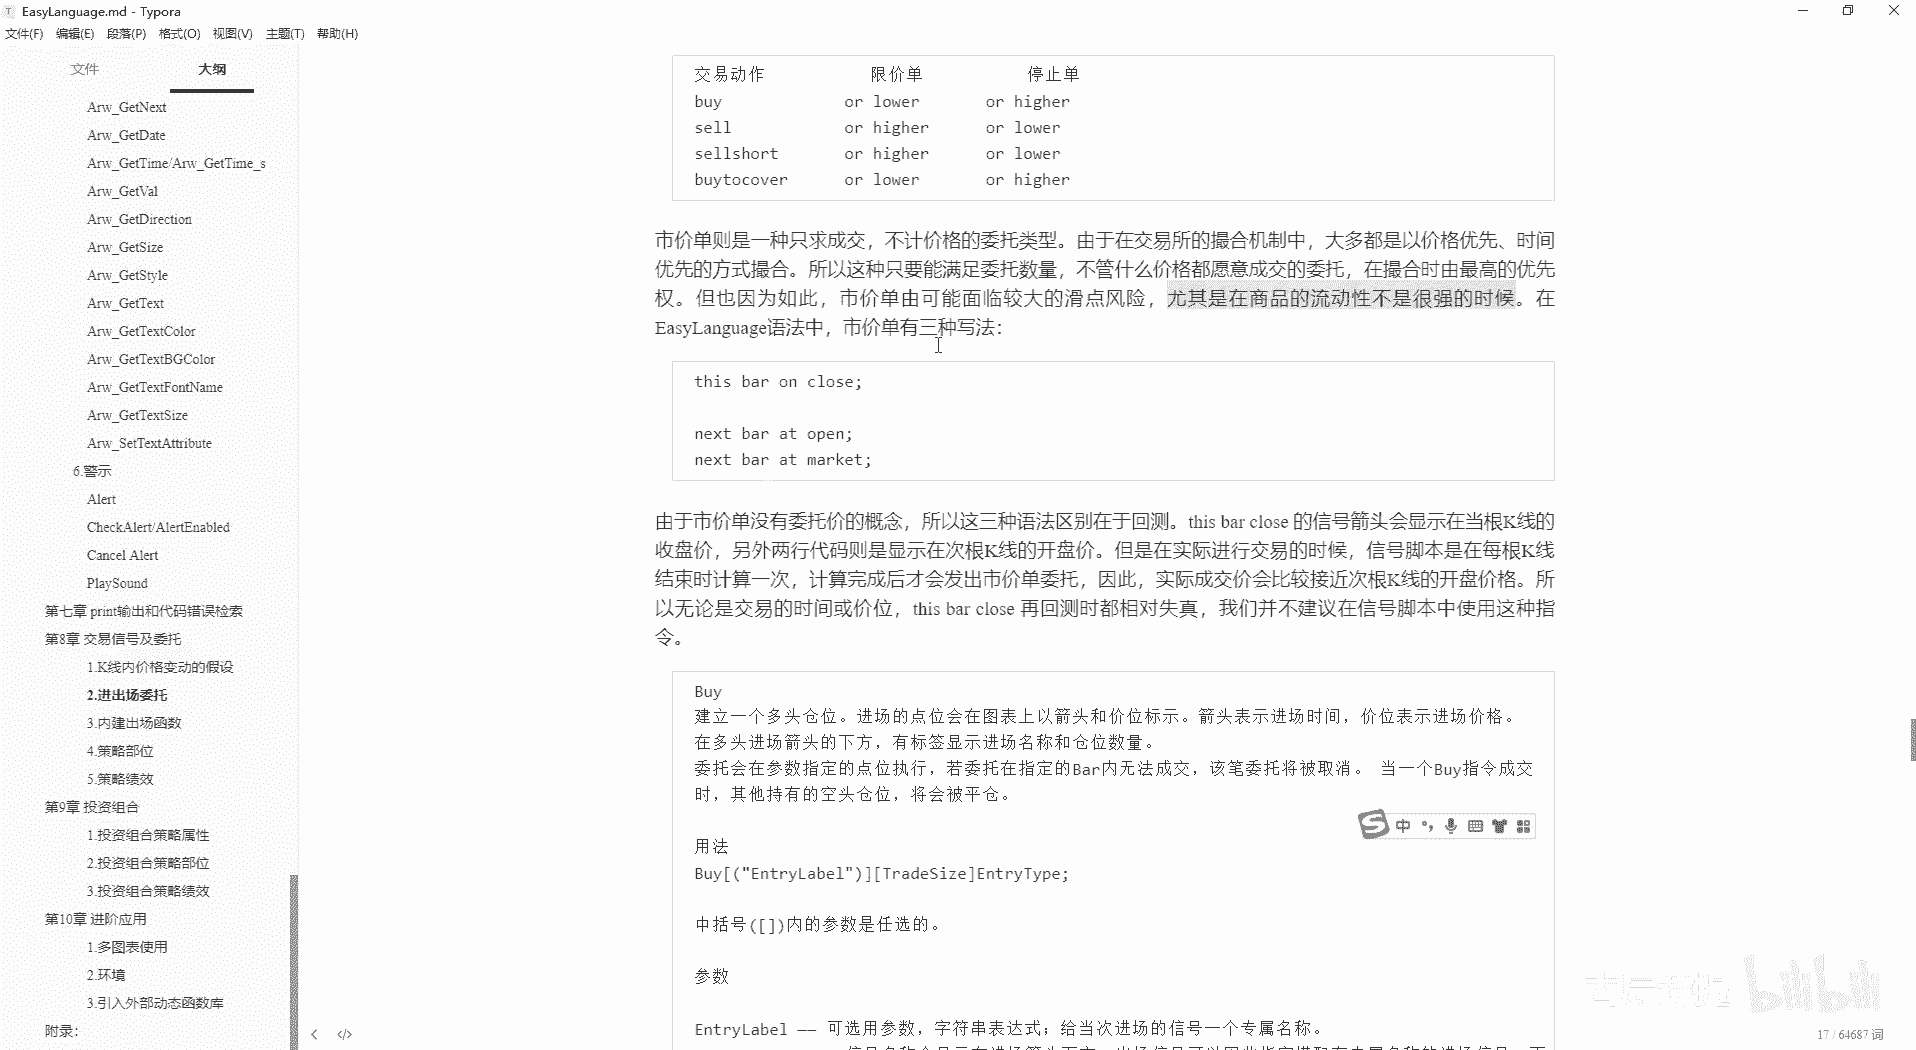 EasyLanguage.md - Typora
文件(F) 编辑(E) 段落(P) 格式(O) 视图(V) 主题(T) 帮助(H)
文件 大纲
Arw_GetNext
Arw_GetDate
Arw_GetTime/Arw_GetTime_s
Arw_GetVal
Arw_GetDirection
Arw_GetSize
Arw_GetStyle
Arw_GetText
Arw_GetTextColor
Arw_GetTextBGColor
Arw_GetTextFontName
Arw_GetTextSize
Arw_SetTextAttribute
6.警示
Alert
CheckAlert/AlertEnabled
Cancel Alert
PlaySound
第七章 print输出和代码错误检索
第8章 交易信号及委托
1.K线内价格变动的假设
2.进出场委托
3.内建出场函数
4.策略部位
5.策略绩效
第9章 投资组合
1.投资组合策略属性
2.投资组合策略部位
3.投资组合策略绩效
第10章 进阶应用
1.多图表使用
2.环境
3.引入外部动态函数库
附录:
交易动作 限价单 停止单
buy or lower or higher
sell or higher or lower
sellshort or higher or lower
buytocover or lower or higher
市价单则是一种只求成交，不计价格的委托类型。由于在交易所的撮合机制中，大多都是以价格优先、时间
优先的方式撮合。所以这种只要能满足委托数量，不管什么价格都愿意成交的委托，在撮合时由最高的优先
权。但也因为如此，市价单由可能面临较大的滑点风险，尤其是在商品的流动性不是很强的时候。在
EasyLanguage语法中，市价单有三种写法：
this bar on close;
next bar at open;
next bar at market;
由于市价单没有委托价的概念，所以这三种语法区别在于回测。this bar close 的信号箭头会显示在当根K线的
收盘价，另外两行代码则是显示在次根K线的开盘价。但是在实际进行交易的时候，信号脚本是在每根K线
结束时计算一次，计算完成后才会发出市价单委托，因此，实际成交价会比较接近次根K线的开盘价格。所
以无论是交易的时间或价位，this bar close 再回测时都相对失真，我们并不建议在信号脚本中使用这种指
令。
Buy
建立一个多头仓位。进场的点位会在图表上以箭头和价位标示。箭头表示进场时间，价位表示进场价格。
在多头进场箭头的下方，有标签显示进场名称和仓位数量。
委托会在参数指定的点位执行，若委托在指定的Bar内无法成交，该笔委托将被取消。 当一个Buy指令成交
时，其他持有的空头仓位，将会被平仓。
中
用法
Buy[("EntryLabel")][TradeSize]EntryType;
中括号([])内的参数是任选的。
参数
EntryLabel —— 可选用参数，字符串表达式；给当次进场的信号一个专属名称。
bilibili
17 / 64687 词